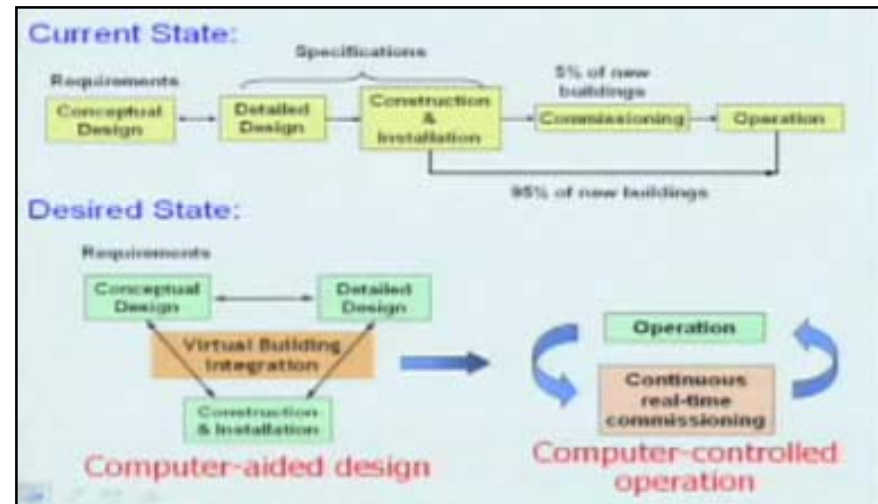 Current State:
Specifications
Requirements
5% of new
buildings
Conceptual
Design
Detailed
Design
Construction
&
Installation
Commissioning
Operation
95% of new buildings
Desired State:
Requirements
Conceptual
Design
Detailed
Design
Virtual Building
Integration
Construction
& Installation
Computer-aided design
Operation
Continuous
real-time
commissioning
Computer-controlled
operation